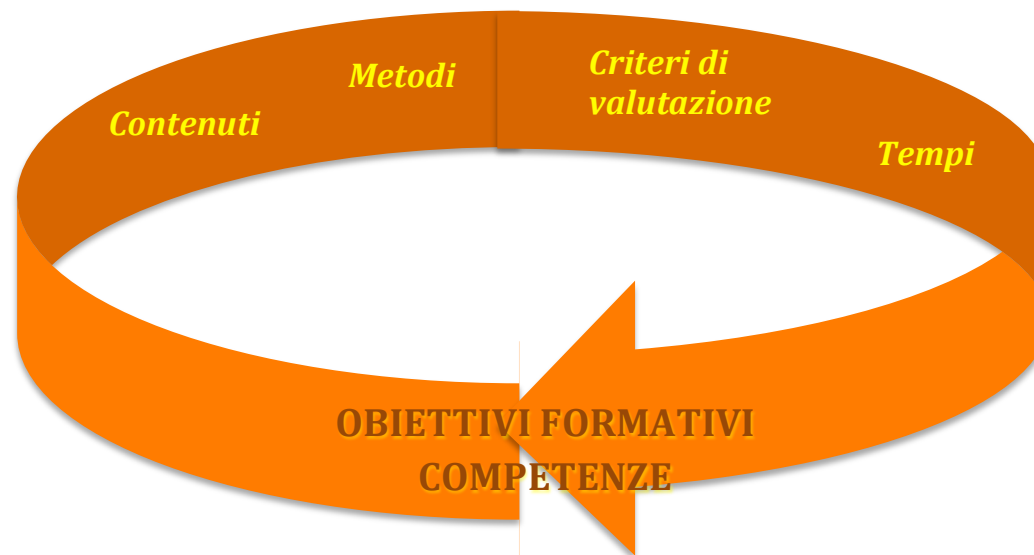 Metodi
Contenuti
Criteri di
valutazione
Tempi
OBIETTIVI FORMATIVI
COMPETENZE